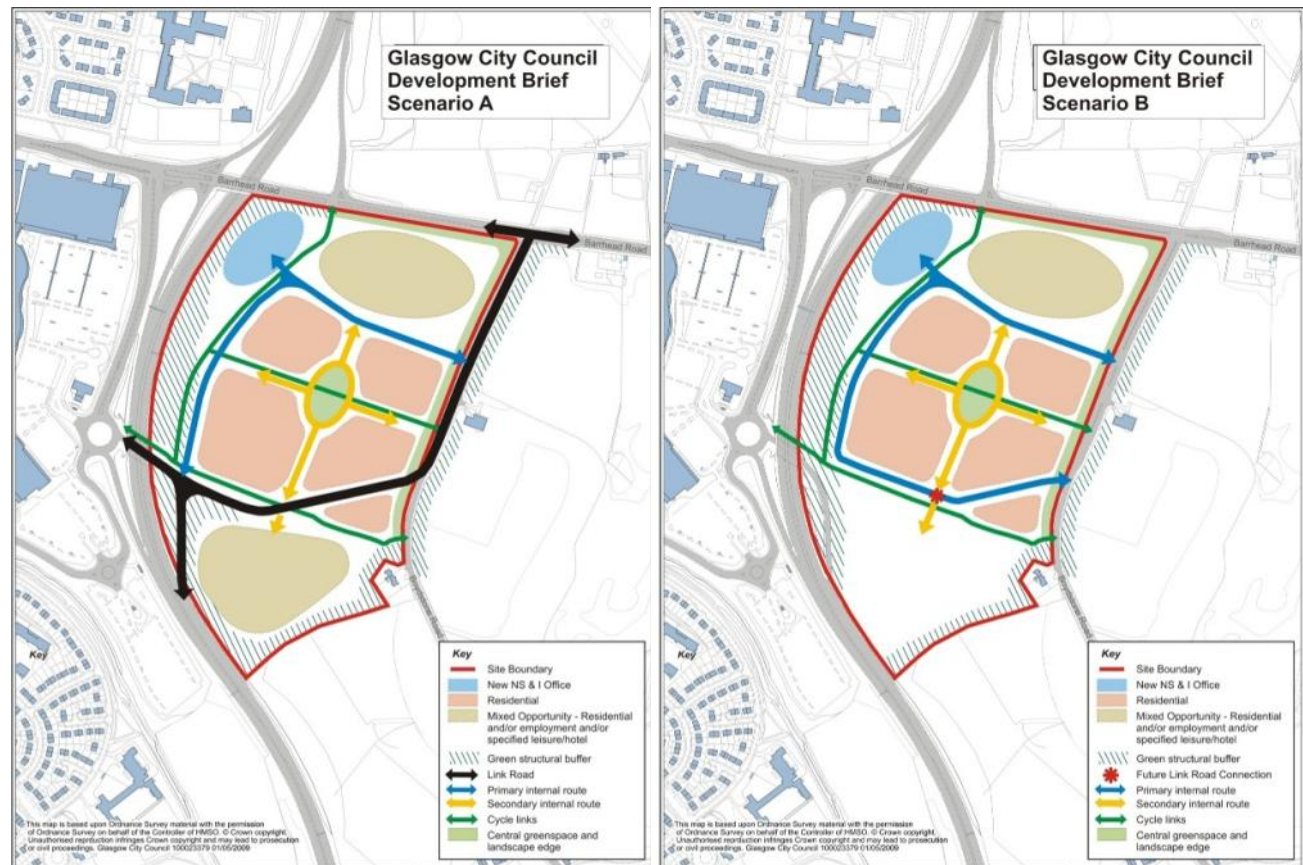 Glasgow City Council
Development Brief
Scenario A
Barrhead Road
Barrhead Road
Key
Key
Site Boundary
New NS & I Office
Residential
Mixed Opportunity - Residential
and/or employment and/or
specified leisure/hotel
Green structural buffer
Link Road
Primary internal route
Secondary internal route
Cycle links
Central greenspace and
landscape edge
This map is based upon Ordnance Survey material with the permission
of Ordnance Survey on behalf of the Controller of HMSO. © Crown copyright.
Unauthorised reproduction infringes Crown copyright and may lead to prosecution
or civil proceedings. Glasgow City Council 100023379 01/05/2009
Glasgow City Council
Development Brief
Scenario B
Barrhead Road
Barrhead Road
Key
Key
Site Boundary
New NS & I Office
Residential
Mixed Opportunity - Residential
and/or employment and/or
specified leisure/hotel
Green structural buffer
Future Link Road Connection
Primary internal route
Secondary internal route
Cycle links
Central greenspace and
landscape edge
This map is based upon Ordnance Survey material with the permission
of Ordnance Survey on behalf of the Controller of HMSO. © Crown copyright.
Unauthorised reproduction infringes Crown copyright and may lead to prosecution
or civil proceedings. Glasgow City Council 100023379 01/05/2009